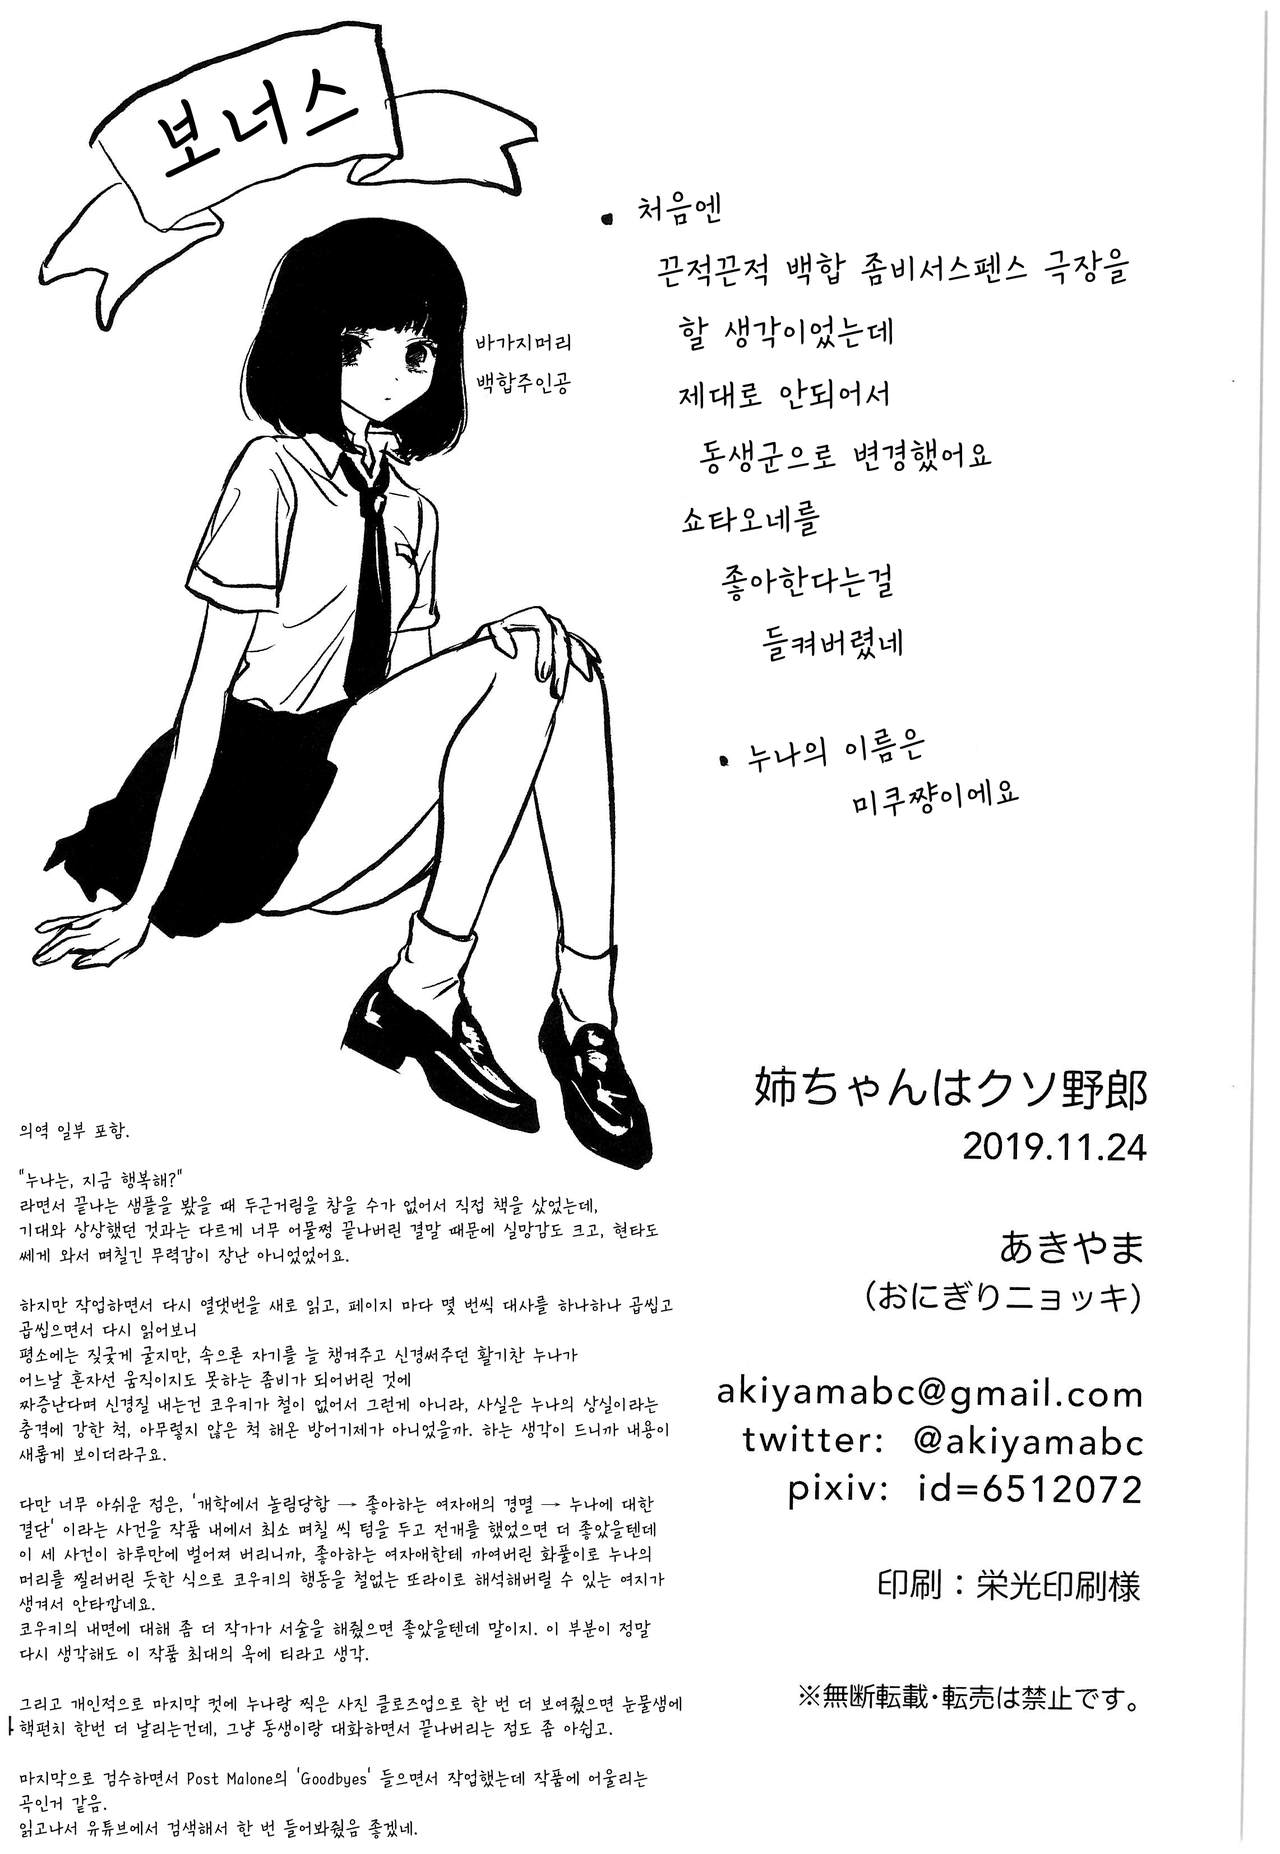 보너스
바가지머리
백합주인공
• 처음엔
끈적끈적 백합 좀비서스펜스 극장을
할 생각이었는데
제대로 안되어서
동생군으로 변경했어요
쇼타오네를
좋아한다는걸
들켜버렸네
• 누나의 이름은
미쿠쨩이에요
의역 일부 포함.
"누나는, 지금 행복해?"
라면서 끝나는 샘플을 봤을 때 두근거림을 참을 수가 없어서 직접 책을 샀었는데,
기대와 상상했던 것과는 다르게 너무 어물쩡 끝나버린 결말 때문에 실망감도 크고, 현타도
쎄게 와서 며칠긴 무력감이 장난 아니었었어요.
하지만 작업하면서 다시 열댓번을 새로 읽고, 페이지 마다 몇 번씩 대사를 하나하나 곱씹고
곱씹으면서 다시 읽어보니
평소에는 짖궂게 굴지만, 속으론 자기를 늘 챙겨주고 신경써주던 활기찬 누나가
어느날 혼자선 움직이지도 못하는 좀비가 되어버린 것에
짜증난다며 신경질 내는건 코우키가 철이 없어서 그런게 아니라, 사실은 누나의 상실이라는
충격에 강한 척, 아무렇지 않은 척 해온 방어기제가 아니었을까. 하는 생각이 드니까 내용이
새롭게 보이더라구요.
다만 너무 아쉬운 점은, '개학에서 놀림당함 → 좋아하는 여자애의 경멸 → 누나에 대한
결단' 이라는 사건을 작품 내에서 최소 며칠 씩 텀을 두고 전개를 했었으면 더 좋았을텐데
이 세 사건이 하루만에 벌어져 버리니까, 좋아하는 여자애한테 까여버린 화풀이로 누나의
머리를 찔러버린 듯한 식으로 코우키의 행동을 철없는 또라이로 해석해버릴 수 있는 여지가
생겨서 안타깝네요.
코우키의 내면에 대해 좀 더 작가가 서술을 해줬으면 좋았을텐데 말이지. 이 부분이 정말
다시 생각해도 이 작품 최대의 옥에 티라고 생각.
그리고 개인적으로 마지막 컷에 누나랑 찍은 사진 클로즈업으로 한 번 더 보여줬으면 눈물샘에
핵펀치 한번 더 날리는건데, 그냥 동생이랑 대화하면서 끝나버리는 점도 좀 아쉽고.
마지막으로 검수하면서 Post Malone의 'Goodbyes' 들으면서 작업했는데 작품에 어울리는
곡인거 같음.
읽고나서 유튜브에서 검색해서 한 번 들어봐줬음 좋겠네.
姉ちゃんはクソ野郎
2019.11.24
あきやま
(おにぎりニョッキ)
akiyamabc@gmail.com
twitter: @akiyamabc
pixiv: id=6512072
印刷：栄光印刷様
※無断転載･転売は禁止です。